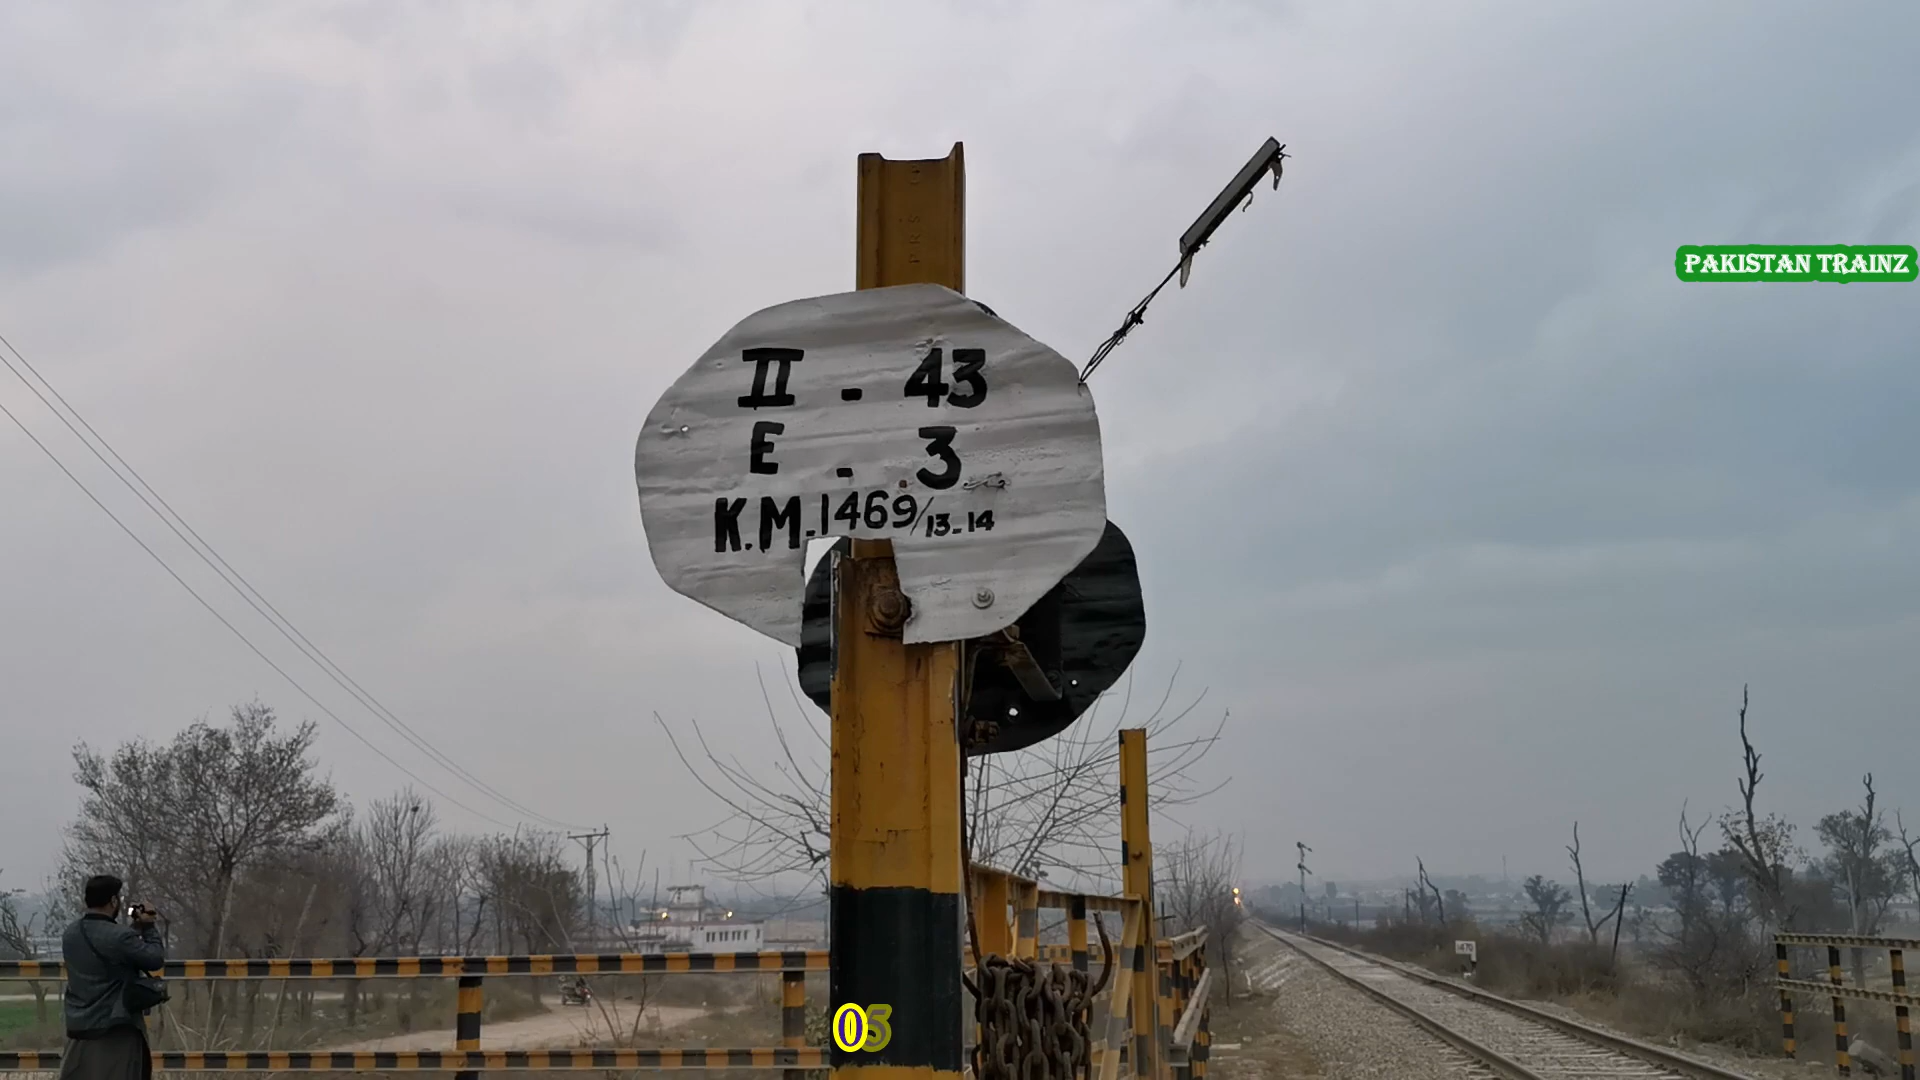 PAKISTAN TRAINZ
II - 43
E - 3
K.M. 1469/13-14
05